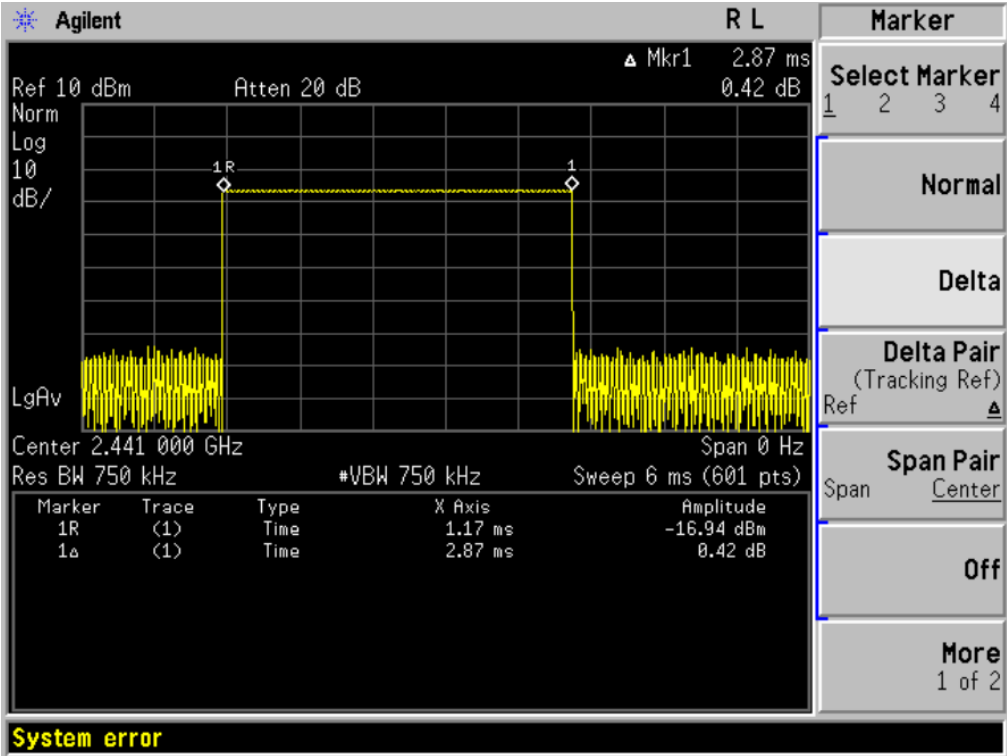 Agilent R L
Δ Mkr1 2.87 ms
Ref 10 dBm Atten 20 dB 0.42 dB
Norm
Log
10
dB/
1R 1
LgAv
Center 2.441 000 GHz Span 0 Hz
Res BW 750 kHz #VBW 750 kHz Sweep 6 ms (601 pts)
Marker Trace Type X Axis Amplitude
1R (1) Time 1.17 ms -16.94 dBm
1Δ (1) Time 2.87 ms 0.42 dB
System error
Marker
Select Marker
1 2 3 4
Normal
Delta
Delta Pair
(Tracking Ref)
Ref Δ
Span Pair
Span Center
Off
More
1 of 2